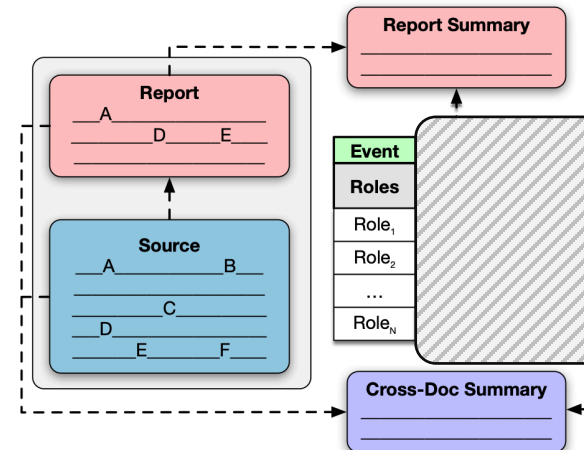 Report Summary
Report
A
D E
Event
Roles
Role1
Role2
...
RoleN
Source
A B
C
D
E F
Cross-Doc Summary